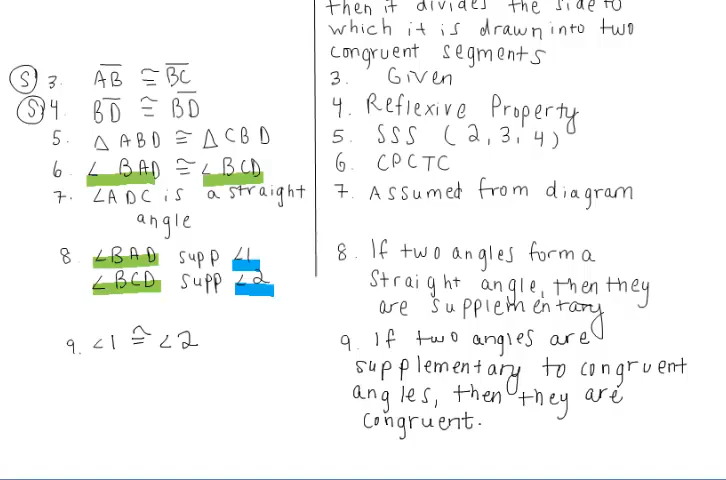 then it divides the side to
which it is drawn into two
congruent segments
Ⓢ 3. AB ≅ BC
3. Given
Ⓢ 4. BD ≅ BD
4. Reflexive Property
5. △ ABD ≅ △ CBD
5. SSS (2, 3, 4)
6. ∠ BAD ≅ ∠ BCD
6. CPCTC
7. ∠ADC is a straight
angle
7. Assumed from diagram
8. ∠BAD supp ∠1
∠BCD supp ∠2
8. If two angles form a
straight angle, then they
are supplementary
9. ∠1 ≅ ∠2
9. If two angles are
supplementary to congruent
angles, then they are
congruent.